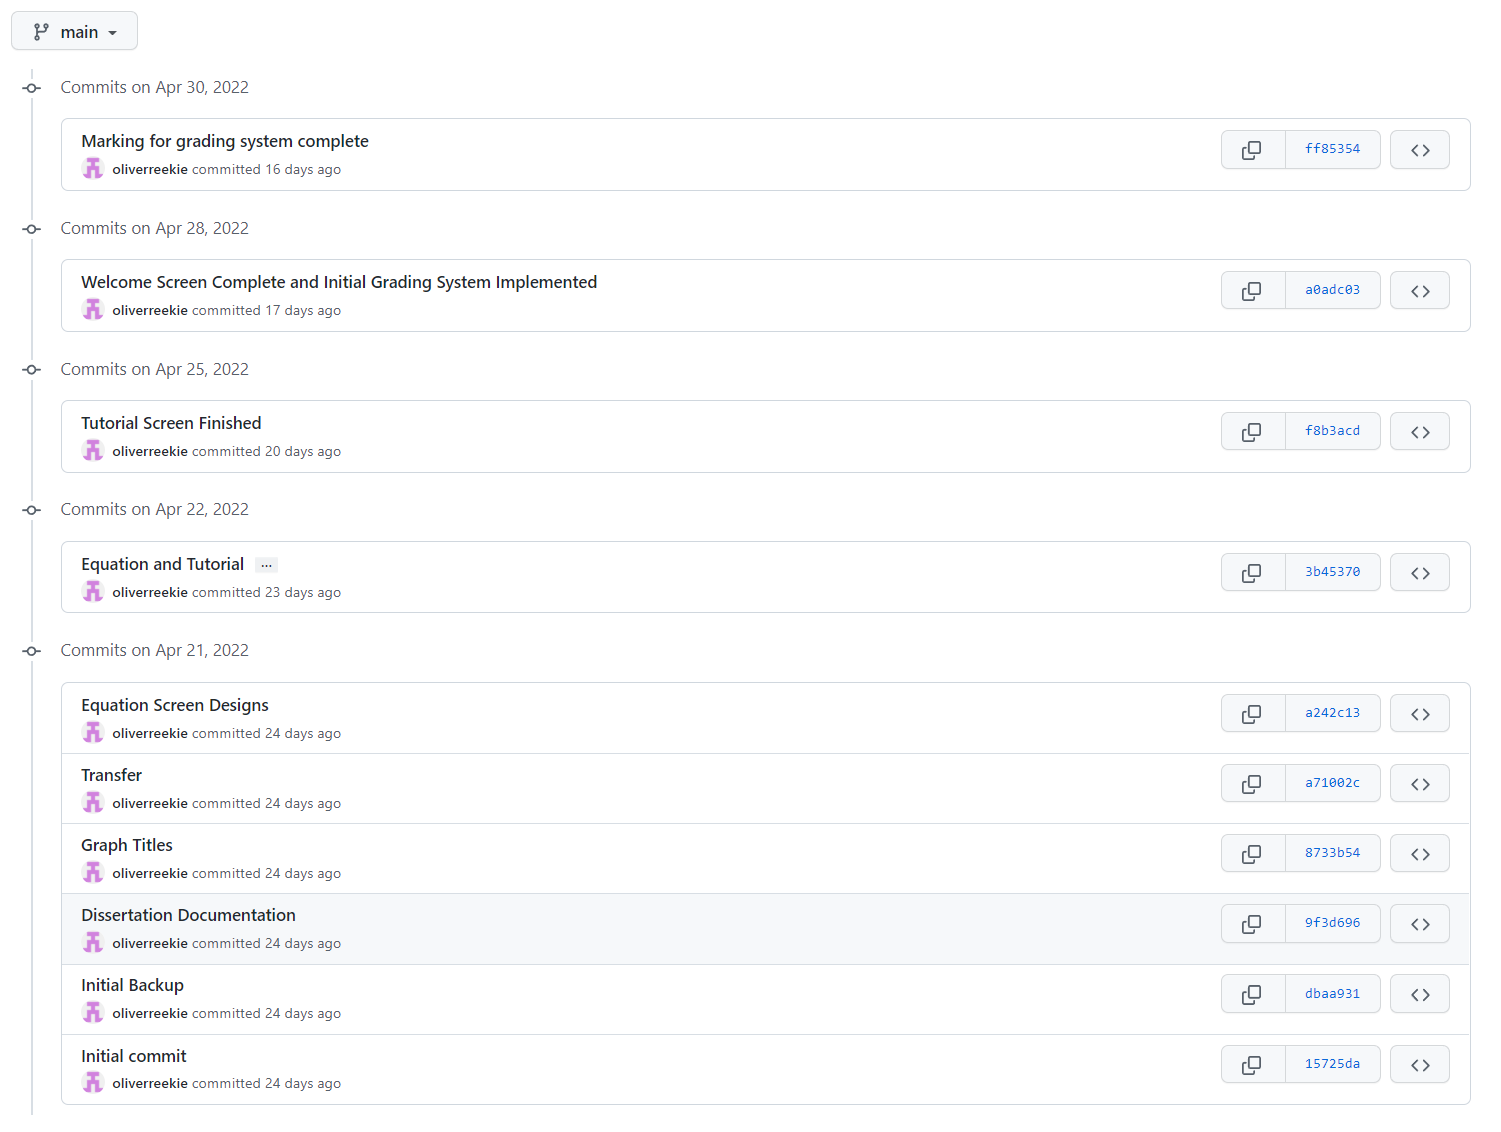 main
Commits on Apr 30, 2022
Marking for grading system complete
oliverreekie committed 16 days ago
ff85354
Commits on Apr 28, 2022
Welcome Screen Complete and Initial Grading System Implemented
oliverreekie committed 17 days ago
a0adc03
Commits on Apr 25, 2022
Tutorial Screen Finished
oliverreekie committed 20 days ago
f8b3acd
Commits on Apr 22, 2022
Equation and Tutorial ...
oliverreekie committed 23 days ago
3b45370
Commits on Apr 21, 2022
Equation Screen Designs
oliverreekie committed 24 days ago
a242c13
Transfer
oliverreekie committed 24 days ago
a71002c
Graph Titles
oliverreekie committed 24 days ago
8733b54
Dissertation Documentation
oliverreekie committed 24 days ago
9f3d696
Initial Backup
oliverreekie committed 24 days ago
dbaa931
Initial commit
oliverreekie committed 24 days ago
15725da